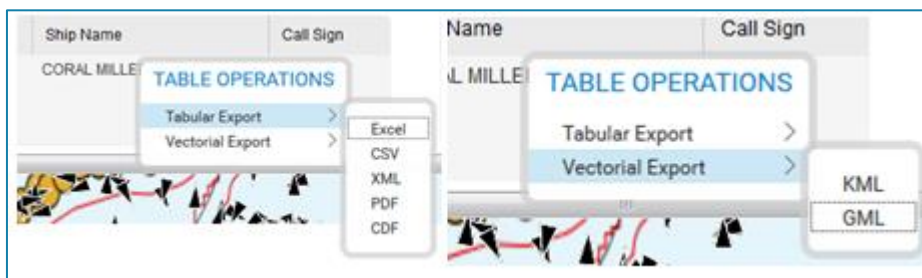 Ship Name Call Sign
CORAL MILLE
TABLE OPERATIONS
Tabular Export
Vectorial Export
Excel
CSV
XML
PDF
CDF
Name Call Sign
AL MILLE
TABLE OPERATIONS
Tabular Export
Vectorial Export
KML
GML